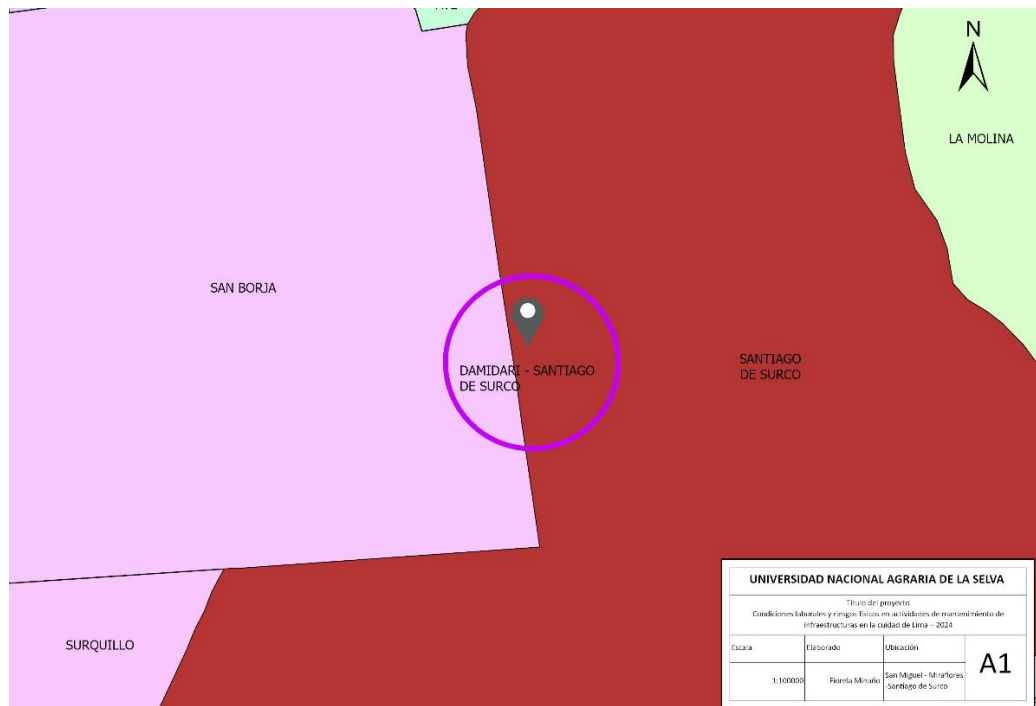 N
LA MOLINA
SAN BORJA
DAMIDARI - SANTIAGO
DE SURCO
SANTIAGO
DE SURCO
SURQUILLO
UNIVERSIDAD NACIONAL AGRARIA DE LA SELVA
Título del proyecto
Condiciones laborales y riesgos físicos en actividades de mantenimiento de
infraestructuras en la cuidad de Lima – 2024
Escala
Elaborado
Ubicación
1:100000
Fiorela Minaño
San Miguel - Miraflores
-Santiago de Surco
A1